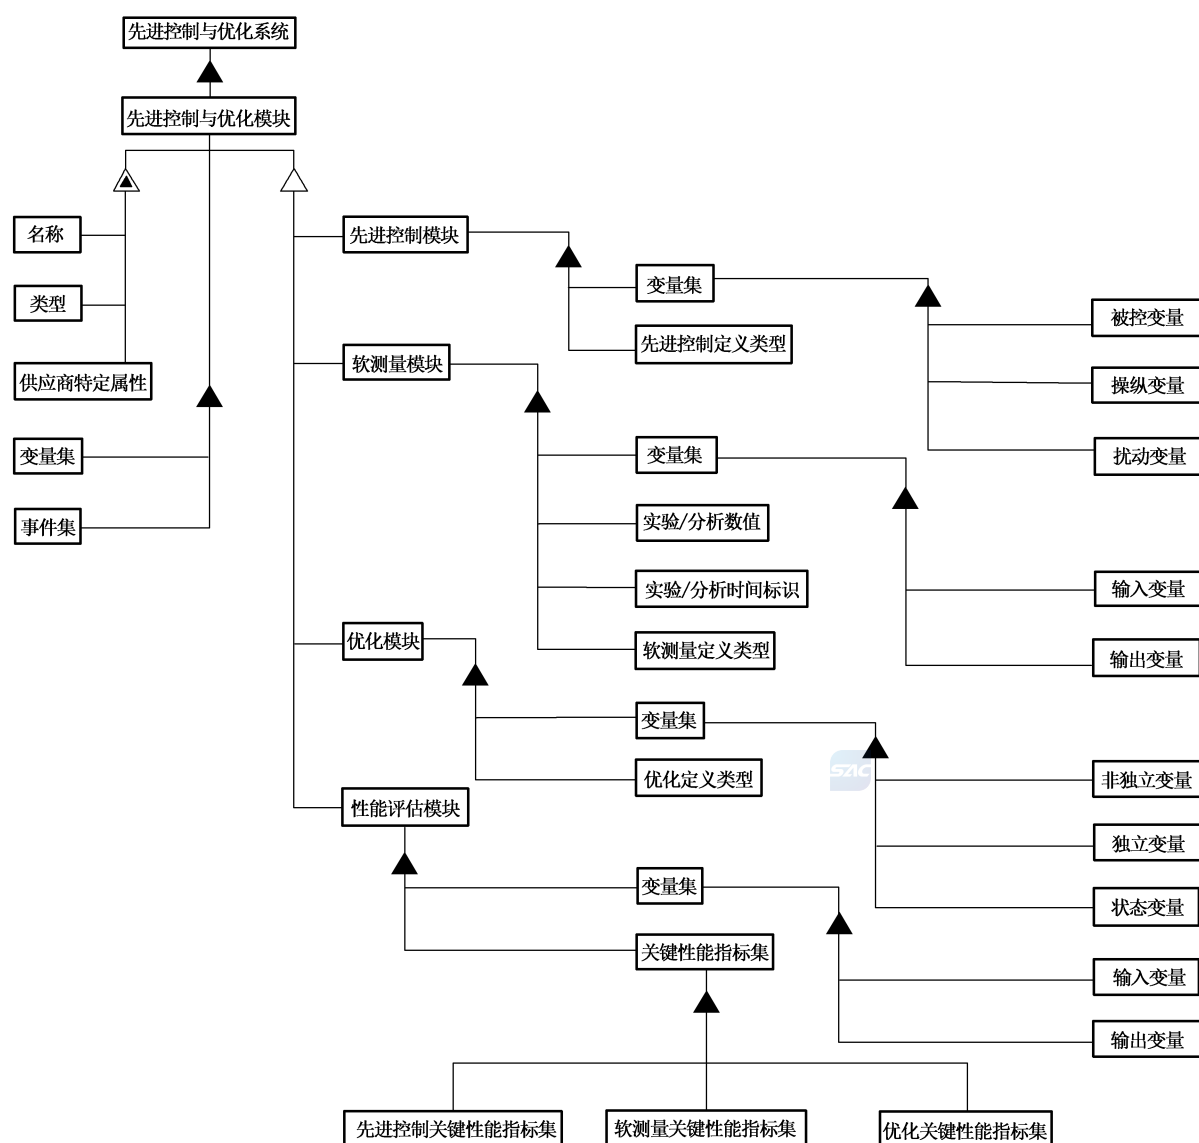 先进控制与优化系统
先进控制与优化模块
名称
类型
供应商特定属性
变量集
事件集
先进控制模块
变量集
先进控制定义类型
被控变量
操纵变量
扰动变量
软测量模块
变量集
实验/分析数值
实验/分析时间标识
软测量定义类型
输入变量
输出变量
优化模块
变量集
优化定义类型
SAC
非独立变量
独立变量
状态变量
性能评估模块
变量集
关键性能指标集
输入变量
输出变量
先进控制关键性能指标集
软测量关键性能指标集
优化关键性能指标集